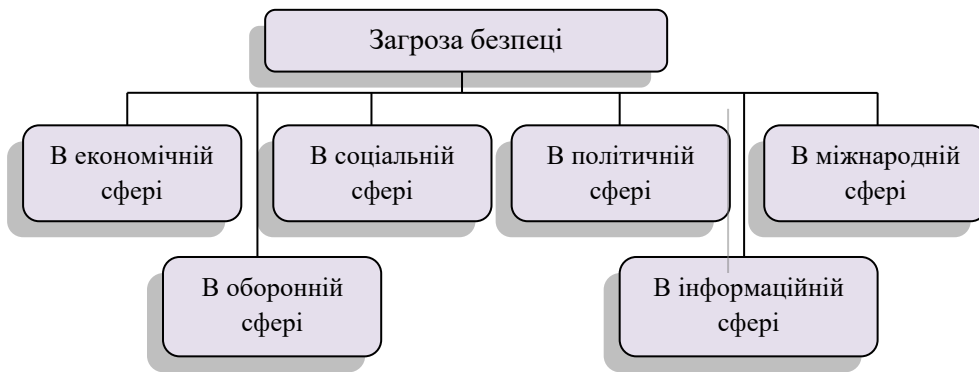 Загроза безпеці
В економічній
сфері
В соціальній
сфері
В політичній
сфері
В міжнародній
сфері
В оборонній
сфері
В інформаційній
сфері